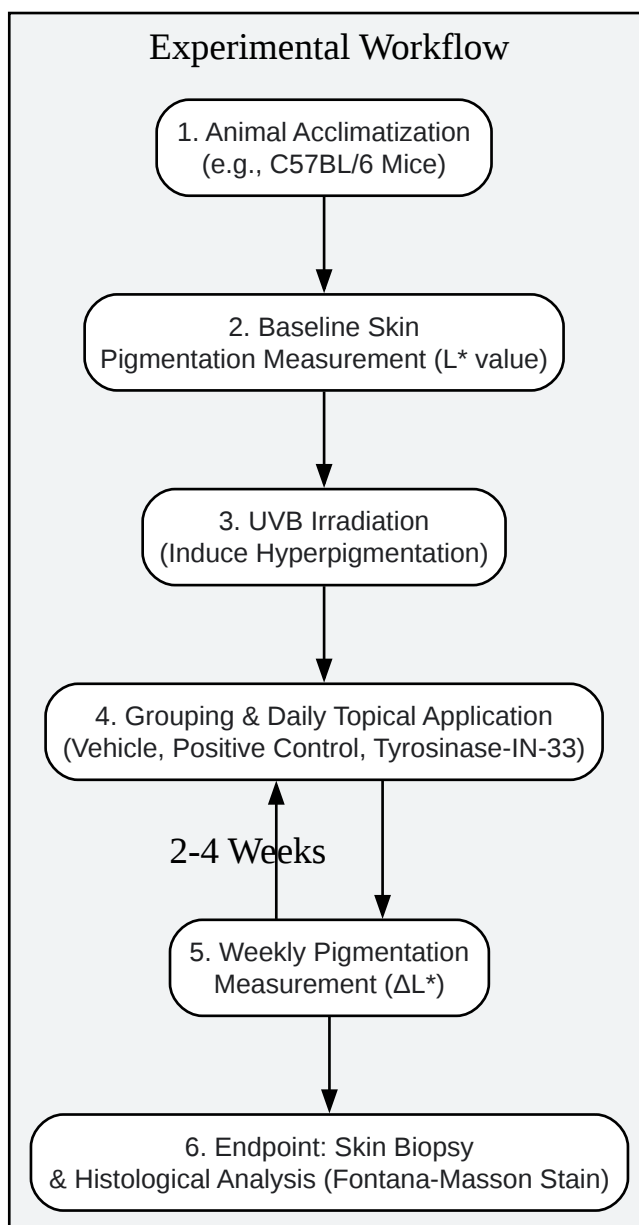 Experimental Workflow
1. Animal Acclimatization
(e.g., C57BL/6 Mice)
2. Baseline Skin
Pigmentation Measurement (L* value)
3. UVB Irradiation
(Induce Hyperpigmentation)
4. Grouping & Daily Topical Application
(Vehicle, Positive Control, Tyrosinase-IN-33)
2-4 Weeks
5. Weekly Pigmentation
Measurement (ΔL*)
6. Endpoint: Skin Biopsy
& Histological Analysis (Fontana-Masson Stain)